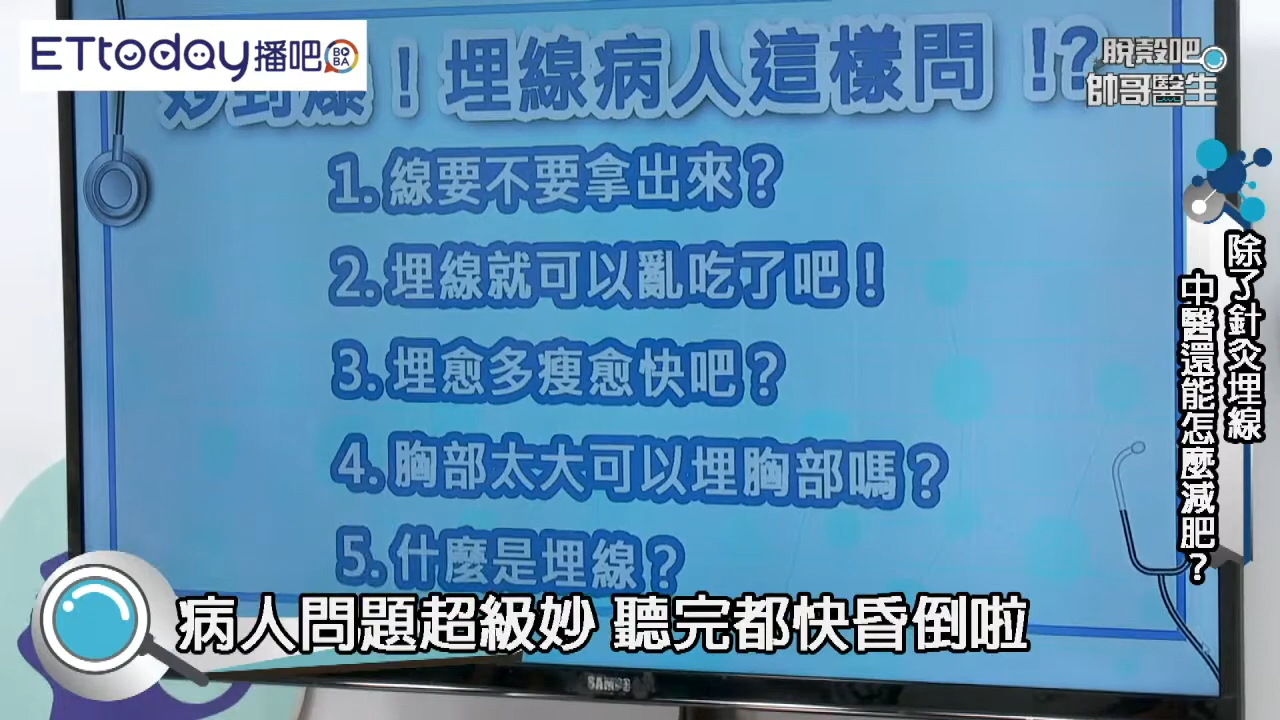 ETtoday播吧 BOBA
妙到爆！埋線病人這樣問！？
脫殼吧
帥哥醫生
1.線要不要拿出來？
2.埋線就可以亂吃了吧！
3.埋愈多瘦愈快吧？
4.胸部太大可以埋胸部嗎？
5.什麼是埋線？
除了針灸埋線
中醫還能怎麼減肥？
病人問題超級妙 聽完都快昏倒啦
SAMPO